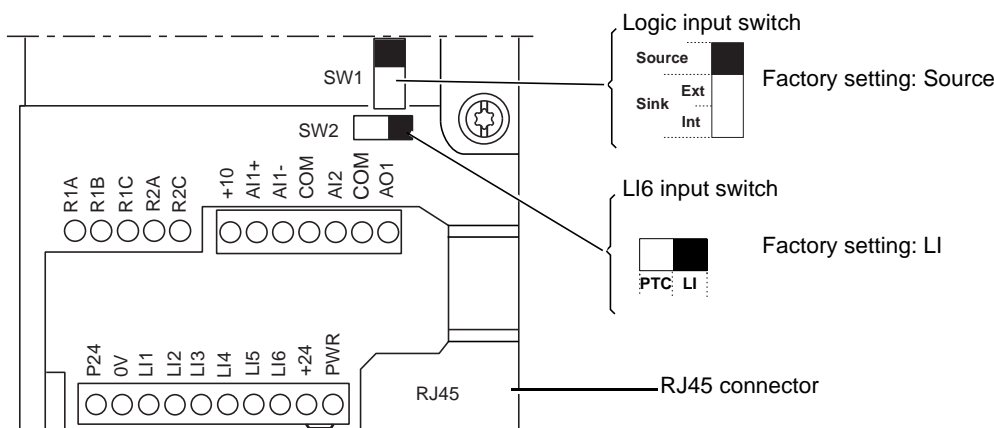 Logic input switch
SW1
Source
Sink
Ext
Int
Factory setting: Source
SW2
LI6 input switch
PTC LI
Factory setting: LI
R1A
R1B
R1C
R2A
R2C
+10
AI1+
AI1-
COM
AI2
COM
AO1
P24
0V
LI1
LI2
LI3
LI4
LI5
LI6
+24
PWR
RJ45
RJ45 connector